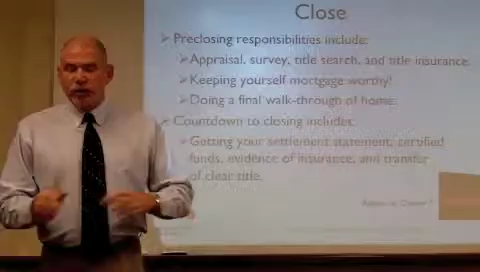 Close
➢ Preclosing responsibilities include:
➢ Appraisal, survey, title search, and title insurance.
➢ Keeping yourself mortgage worthy!
➢ Doing a final walk-through of home.
➢ Countdown to closing includes:
➢ Getting your settlement statement, certified
funds, evidence of insurance, and transfer
of clear title.